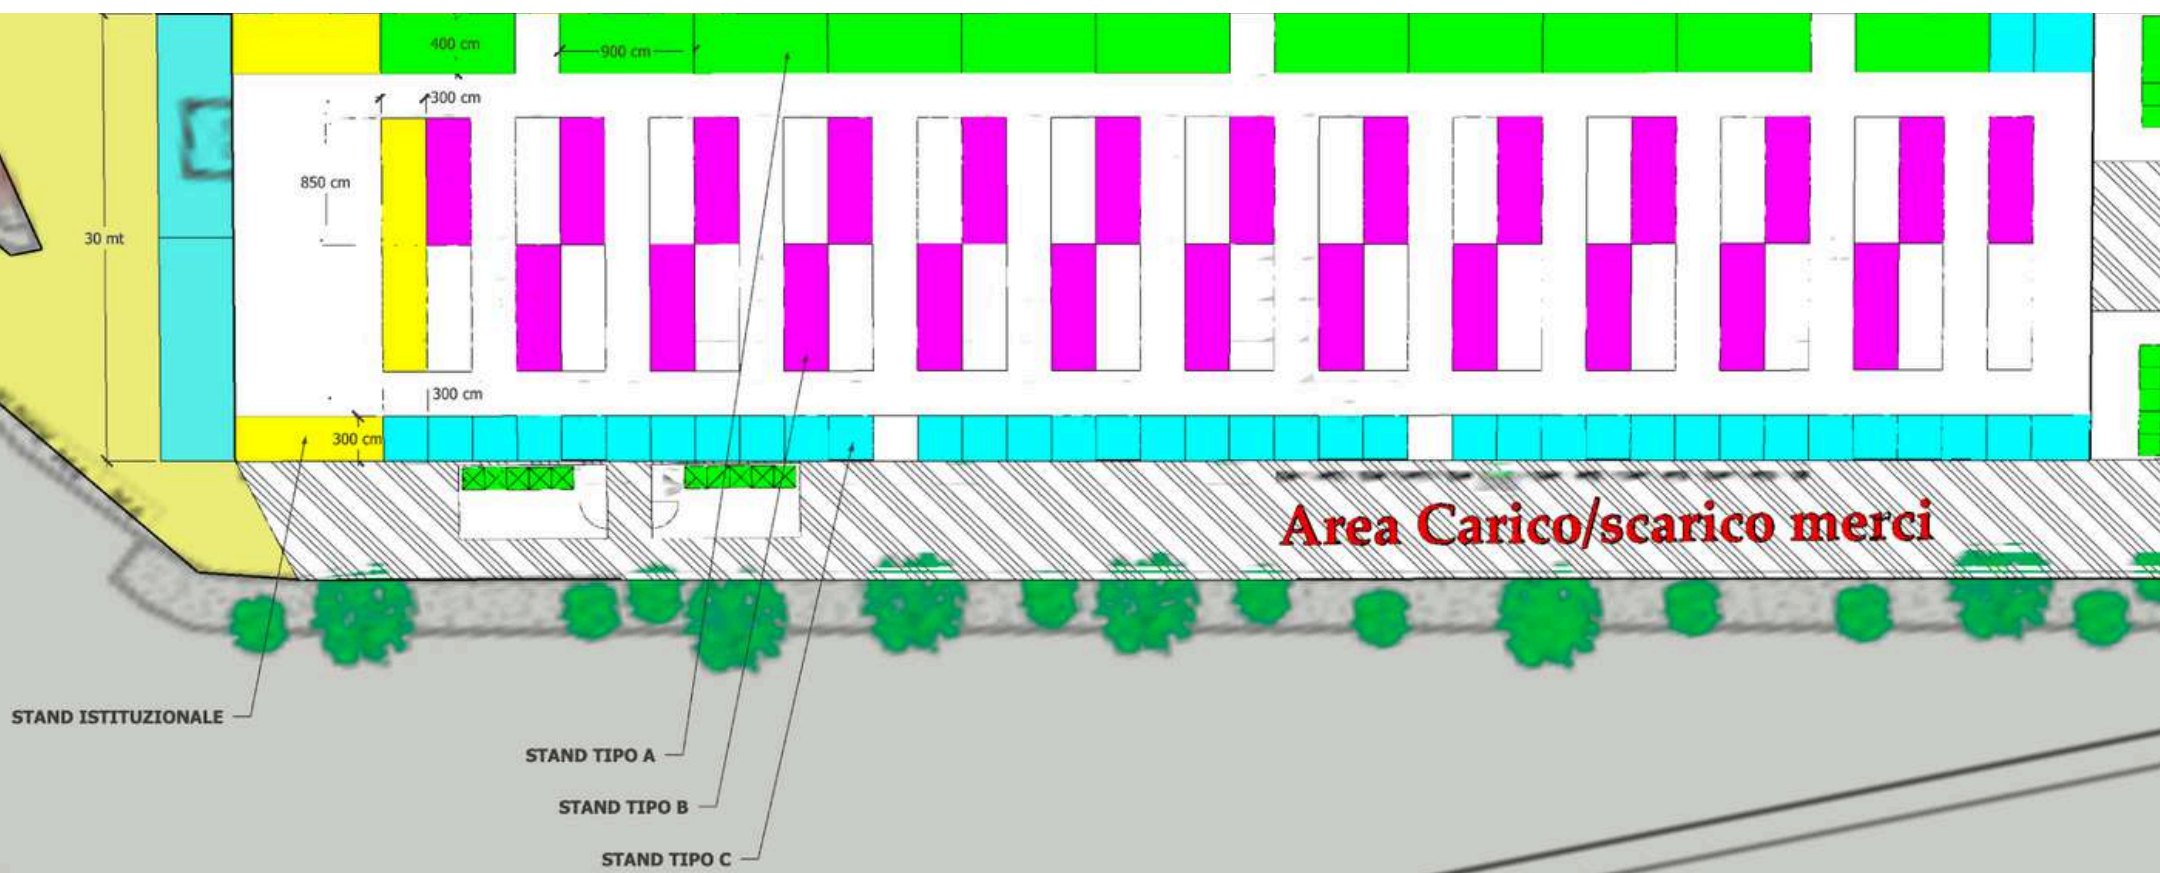 400 cm
900 cm
300 cm
850 cm
30 mt
300 cm
300 cm
Area Carico/scarico merci
STAND ISTITUZIONALE
STAND TIPO A
STAND TIPO B
STAND TIPO C